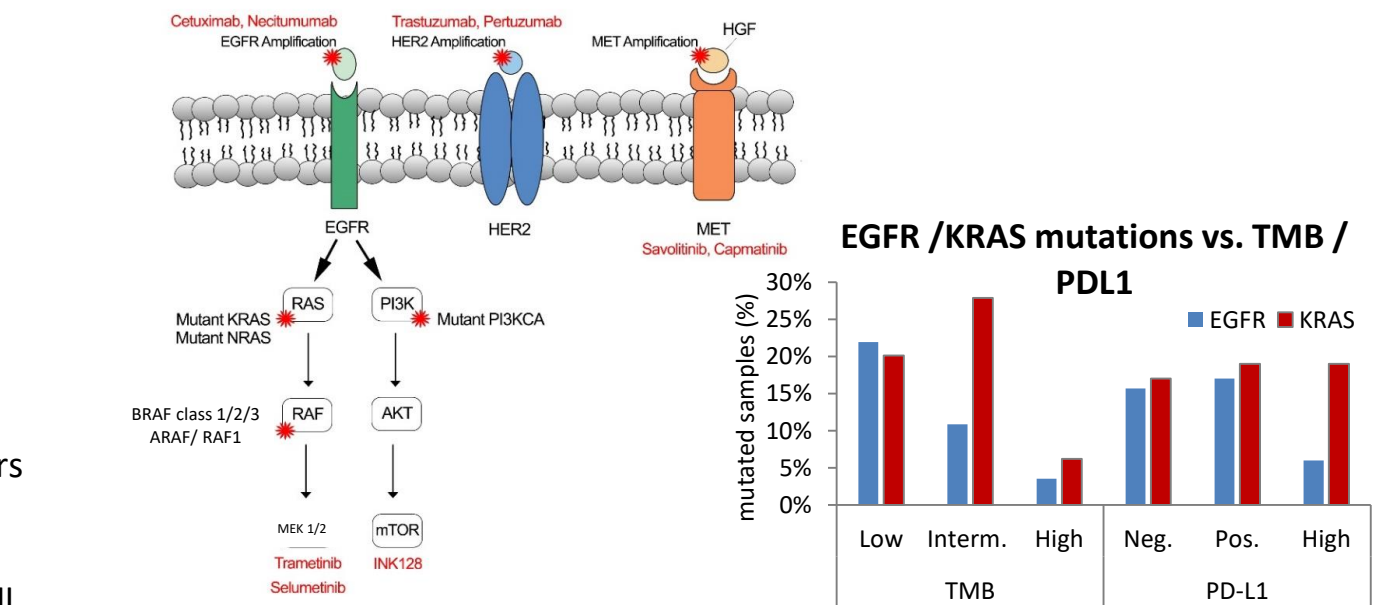 Cetuximab, Necitumumab
EGFR Amplification
Trastuzumab, Pertuzumab
HER2 Amplification
MET Amplification
HGF
EGFR
HER2
MET
Savolitinib, Capmatinib
RAS
PI3K
Mutant KRAS
Mutant NRAS
Mutant PI3KCA
BRAF class 1/2/3
ARAF/ RAF1
RAF
AKT
MEK 1/2
mTOR
Trametinib
Selumetinib
INK128
rs
EGFR /KRAS mutations vs. TMB /
PDL1
mutated samples (%)
30%
25%
20%
15%
10%
5%
0%
EGFR KRAS
Low Interm. High Neg. Pos. High
TMB PD-L1